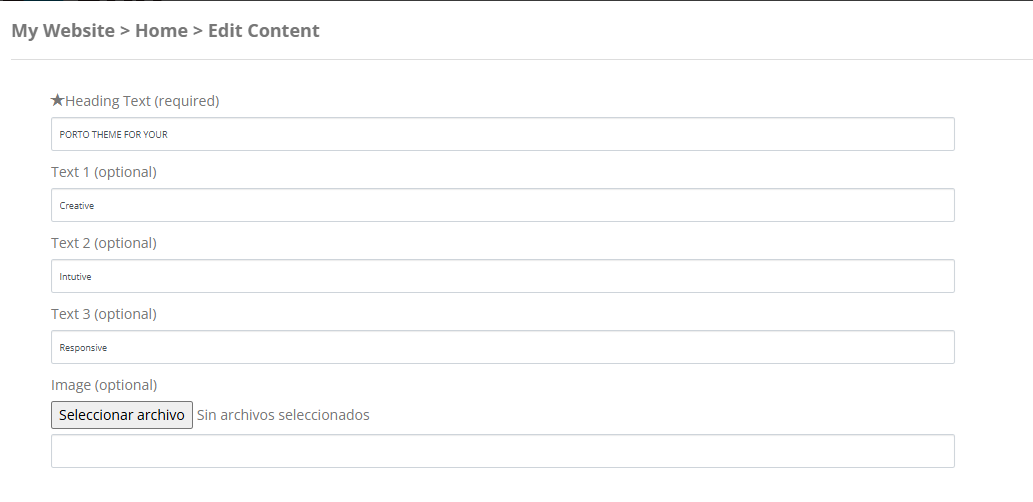 My Website > Home > Edit Content
★Heading Text (required)
PORTO THEME FOR YOUR
Text 1 (optional)
Creative
Text 2 (optional)
Intutive
Text 3 (optional)
Responsive
Image (optional)
Seleccionar archivo Sin archivos seleccionados